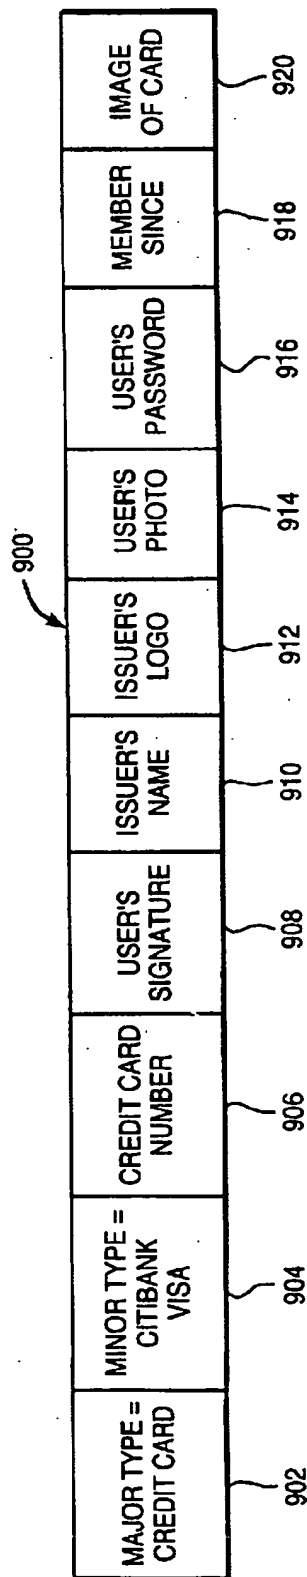 900
MAJOR TYPE =
CREDIT CARD
MINOR TYPE =
CITIBANK
VISA
CREDIT CARD
NUMBER
USER'S
SIGNATURE
ISSUER'S
NAME
ISSUER'S
LOGO
USER'S
PHOTO
USER'S
PASSWORD
MEMBER
SINCE
IMAGE
OF CARD
902
904
906
908
910
912
914
916
918
920